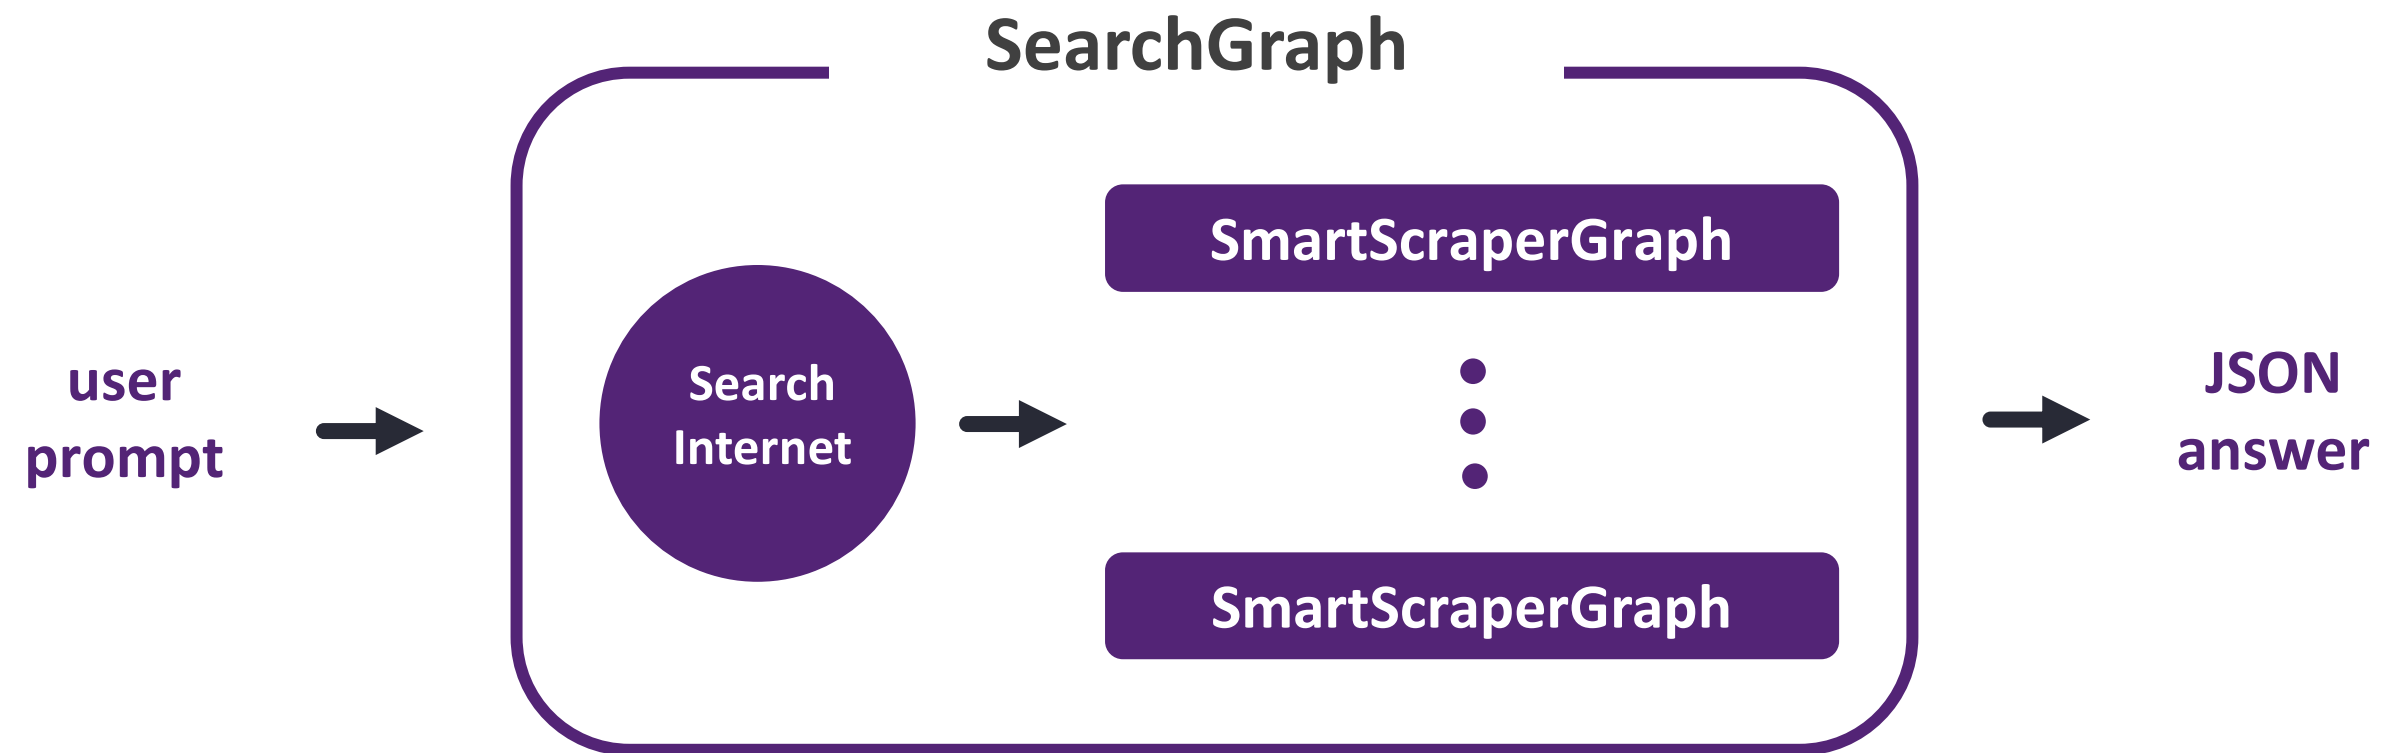 SearchGraph
user
prompt
Search
Internet
SmartScraperGraph
SmartScraperGraph
JSON
answer